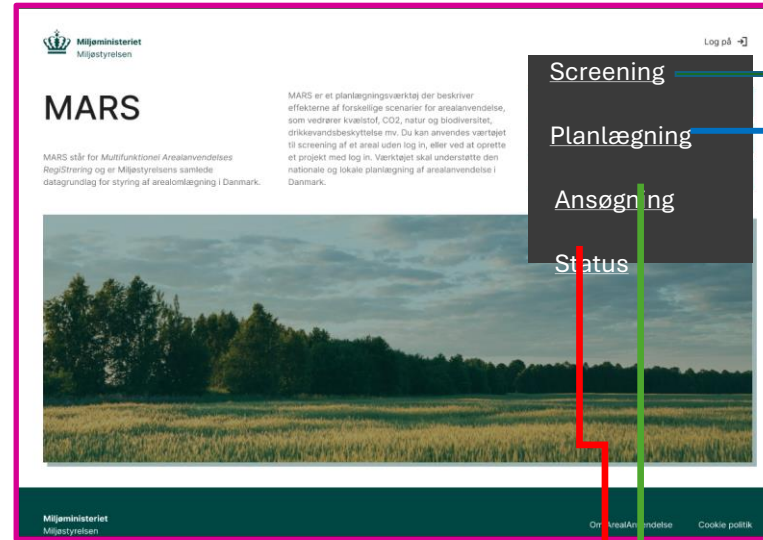 Miljøministeriet
Miljøstyrelsen
Log på
MARS
MARS står for Multifunktionel Arealanvendelses
RegiStrering og er Miljøstyrelsens samlede
datagrundlag for styring af arealomlægning i Danmark.
MARS er et planlægningsværktøj der beskriver
effekterne af forskellige scenarier for arealanvendelse,
som vedrører kvælstof, CO2, natur og biodiversitet,
drikkevandsbeskyttelse mv. Du kan anvendes værtøjet
til screening af et areal uden log in, eller ved at oprette
et projekt med log in. Værktøjet skal understøtte den
nationale og lokale planlægning af arealanvendelse i
Danmark.
Screening
Planlægning
Ansøgning
Status
Miljøministeriet
Miljøstyrelsen
Om ArealAnvendelse
Cookie politik